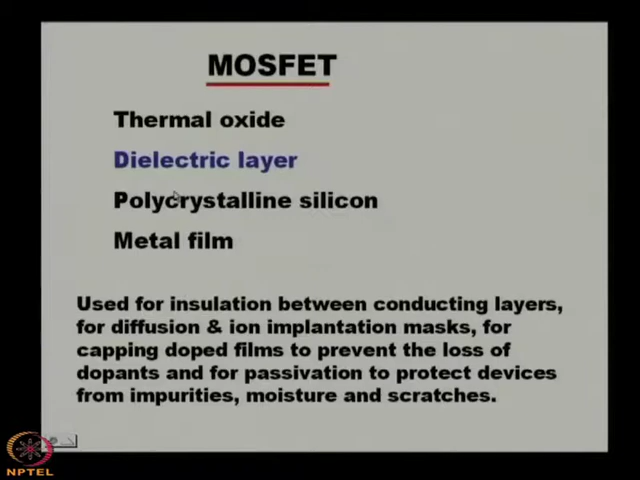 MOSFET
Thermal oxide
Dielectric layer
Polycrystalline silicon
Metal film
Used for insulation between conducting layers,
for diffusion & ion implantation masks, for
capping doped films to prevent the loss of
dopants and for passivation to protect devices
from impurities, moisture and scratches.
NPTEL